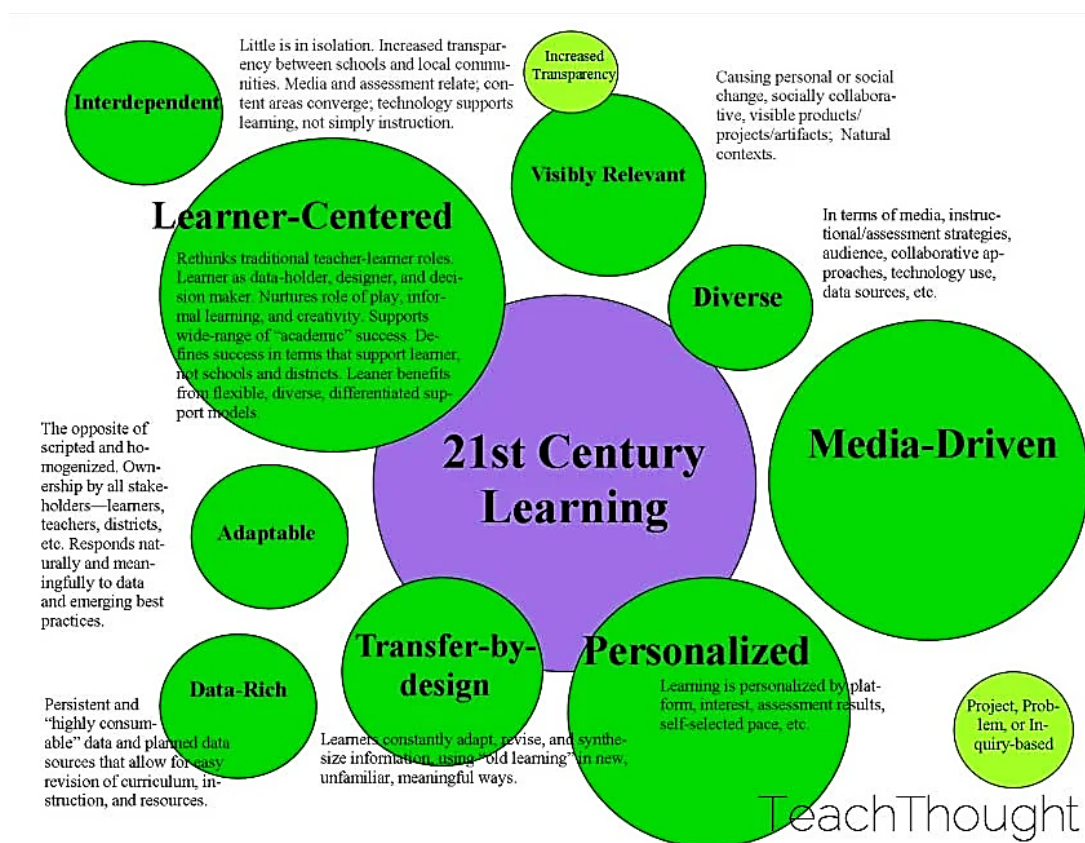 Interdependent
Little is in isolation. Increased transpar-
ency between schools and local commu-
nities. Media and assessment relate; con-
tent areas converge; technology supports
learning, not simply instruction.
Increased
Transparency
Visibly Relevant
Causing personal or social
change, socially collabora-
tive, visible products/
projects/artifacts; Natural
contexts.
Learner-Centered
Rethinks traditional teacher-learner roles.
Learner as data-holder, designer, and deci-
sion maker. Nurtures role of play, infor-
mal learning, and creativity. Supports
wide-range of “academic” success. De-
fines success in terms that support learner,
not schools and districts. Leaner benefits
from flexible, diverse, differentiated sup-
port models
Diverse
In terms of media, instruc-
tional/assessment strategies,
audience, collaborative ap-
proaches, technology use,
data sources, etc.
21st Century
Learning
Media-Driven
The opposite of
scripted and ho-
mogenized. Own-
ership by all stake-
holders—learners,
teachers, districts,
etc. Responds nat-
urally and mean-
ingfully to data
and emerging best
practices.
Adaptable
Transfer-by-
design
Learners constantly adapt, revise, and synthe-
size information, using “old learning” in new,
unfamiliar, meaningful ways.
Personalized
Learning is personalized by plat-
form, interest, assessment results,
self-selected pace, etc.
Data-Rich
Persistent and
“highly consum-
able” data and planned data
sources that allow for easy
revision of curriculum, in-
struction, and resources.
Project, Prob-
lem, or In-
quiry-based
TeachThought